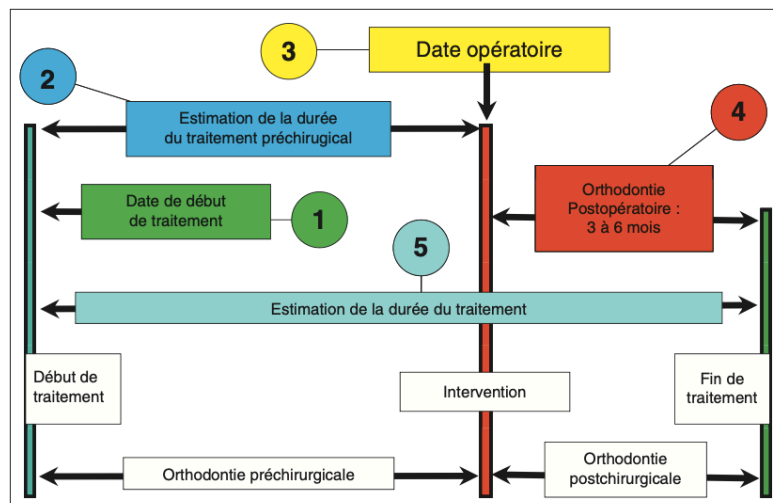 3
Date opératoire
2
Estimation de la durée
du traitement préchirugical
4
Date de début
de traitement
1
Orthodontie
Postopératoire :
3 à 6 mois
5
Estimation de la durée du traitement
Début de
traitement
Intervention
Fin de
traitement
Orthodontie préchirurgicale
Orthodontie
postchirurgicale